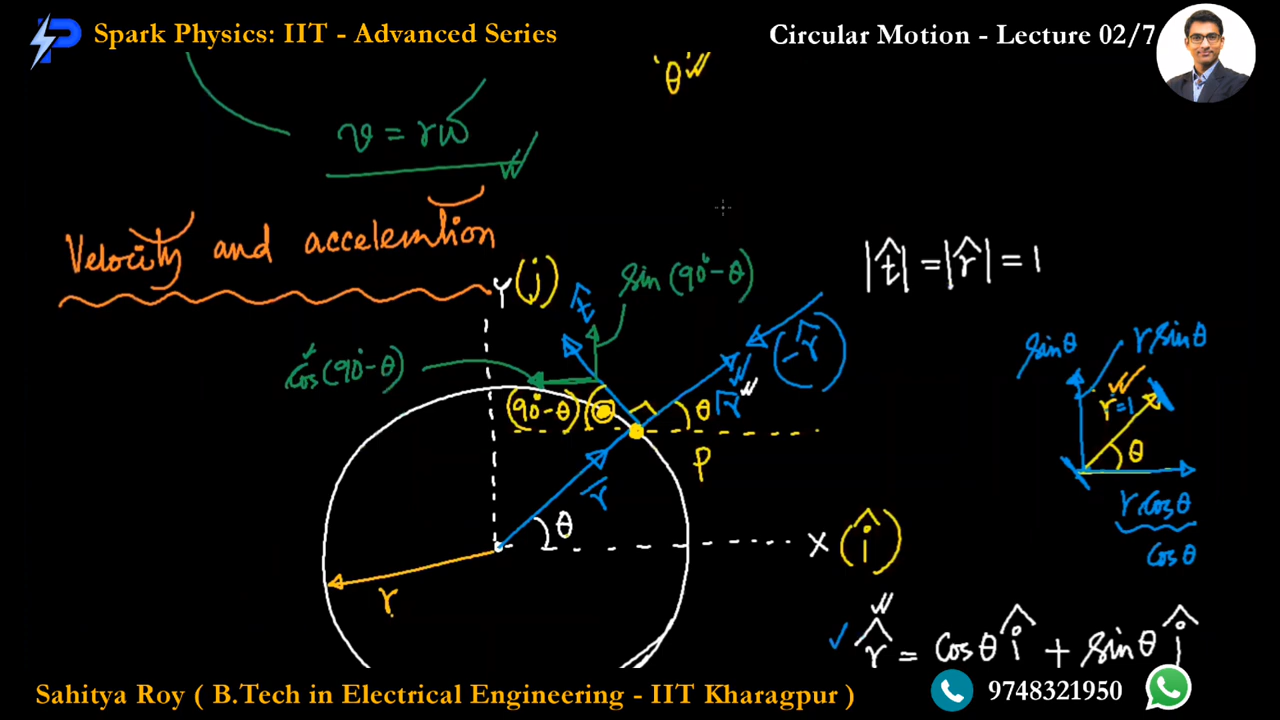 Spark Physics: IIT - Advanced Series
Circular Motion - Lecture 02/7
'θ'
v = rω
Velocity and acceleration
|t̂| = |r̂| = 1
Y (ĵ)
t̂
sin (90° - θ)
cos (90° - θ)
(-r̂)
(90° - θ)
θ
r̂
P
r⃗
θ
X (î)
r
sinθ
r sinθ
r=1
θ
r cosθ
cosθ
r̂ = cosθ î + sinθ ĵ
Sahitya Roy ( B.Tech in Electrical Engineering - IIT Kharagpur )
9748321950